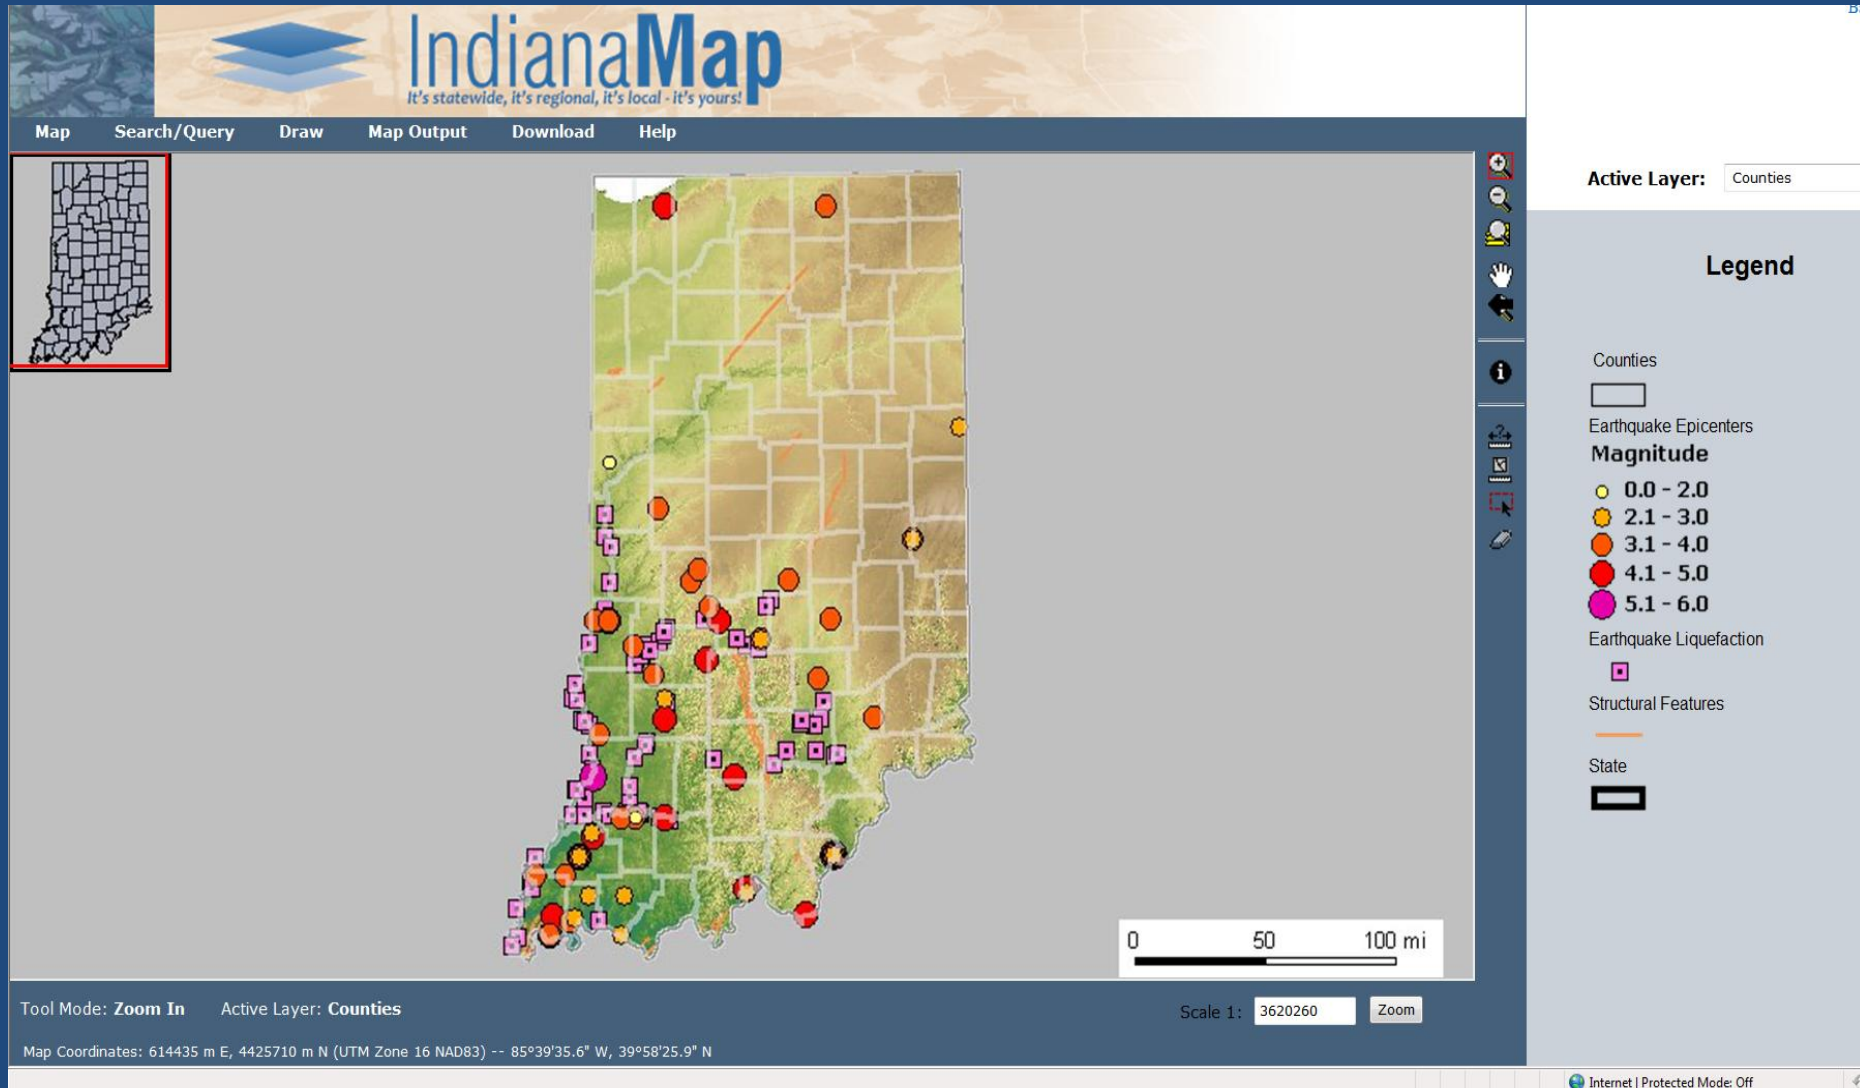 IndianaMap
It's statewide, it's regional, it's local - it's yours!
Map Search/Query Draw Map Output Download Help
Active Layer: Counties
Legend
Counties
Earthquake Epicenters
Magnitude
0.0 - 2.0
2.1 - 3.0
3.1 - 4.0
4.1 - 5.0
5.1 - 6.0
Earthquake Liquefaction
Structural Features
State
0 50 100 mi
Tool Mode: Zoom In Active Layer: Counties
Scale 1: 3620260 Zoom
Map Coordinates: 614435 m E, 4425710 m N (UTM Zone 16 NAD83) -- 85°39'35.6" W, 39°58'25.9" N
Internet | Protected Mode: Off